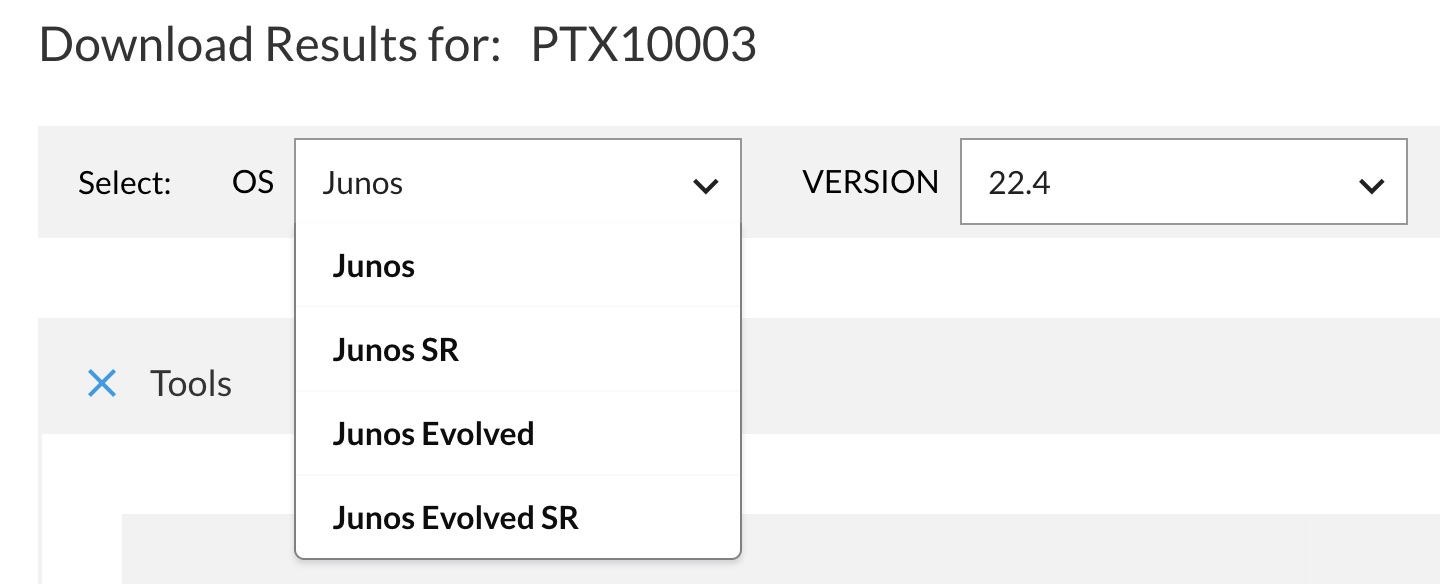 Download Results for: PTX10003
Select: OS Junos VERSION 22.4
Junos
Junos SR
Tools
Junos Evolved
Junos Evolved SR